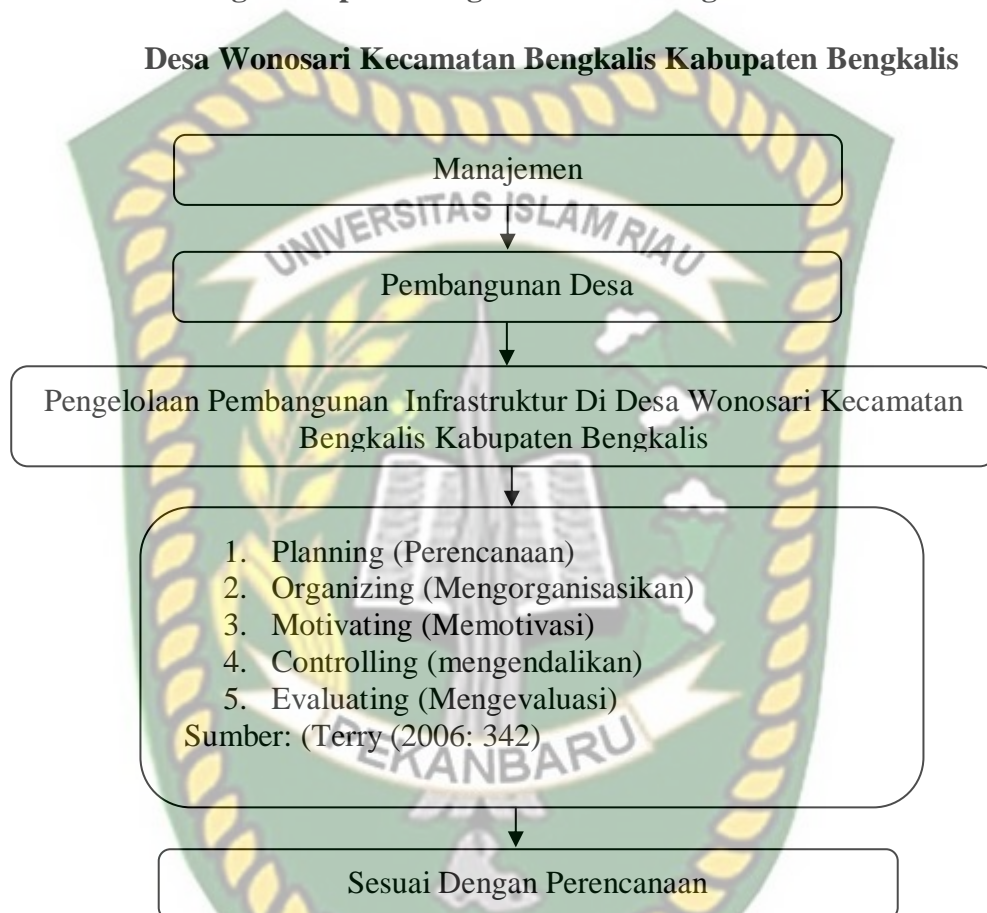 Desa Wonosari Kecamatan Bengkalis Kabupaten Bengkalis
Manajemen
UNIVERSITAS ISLAM RIAU
Pembangunan Desa
Pengelolaan Pembangunan Infrastruktur Di Desa Wonosari Kecamatan
Bengkalis Kabupaten Bengkalis
1. Planning (Perencanaan)
2. Organizing (Mengorganisasikan)
3. Motivating (Memotivasi)
4. Controlling (mengendalikan)
5. Evaluating (Mengevaluasi)
Sumber: (Terry (2006: 342)
PEKANBARU
Sesuai Dengan Perencanaan